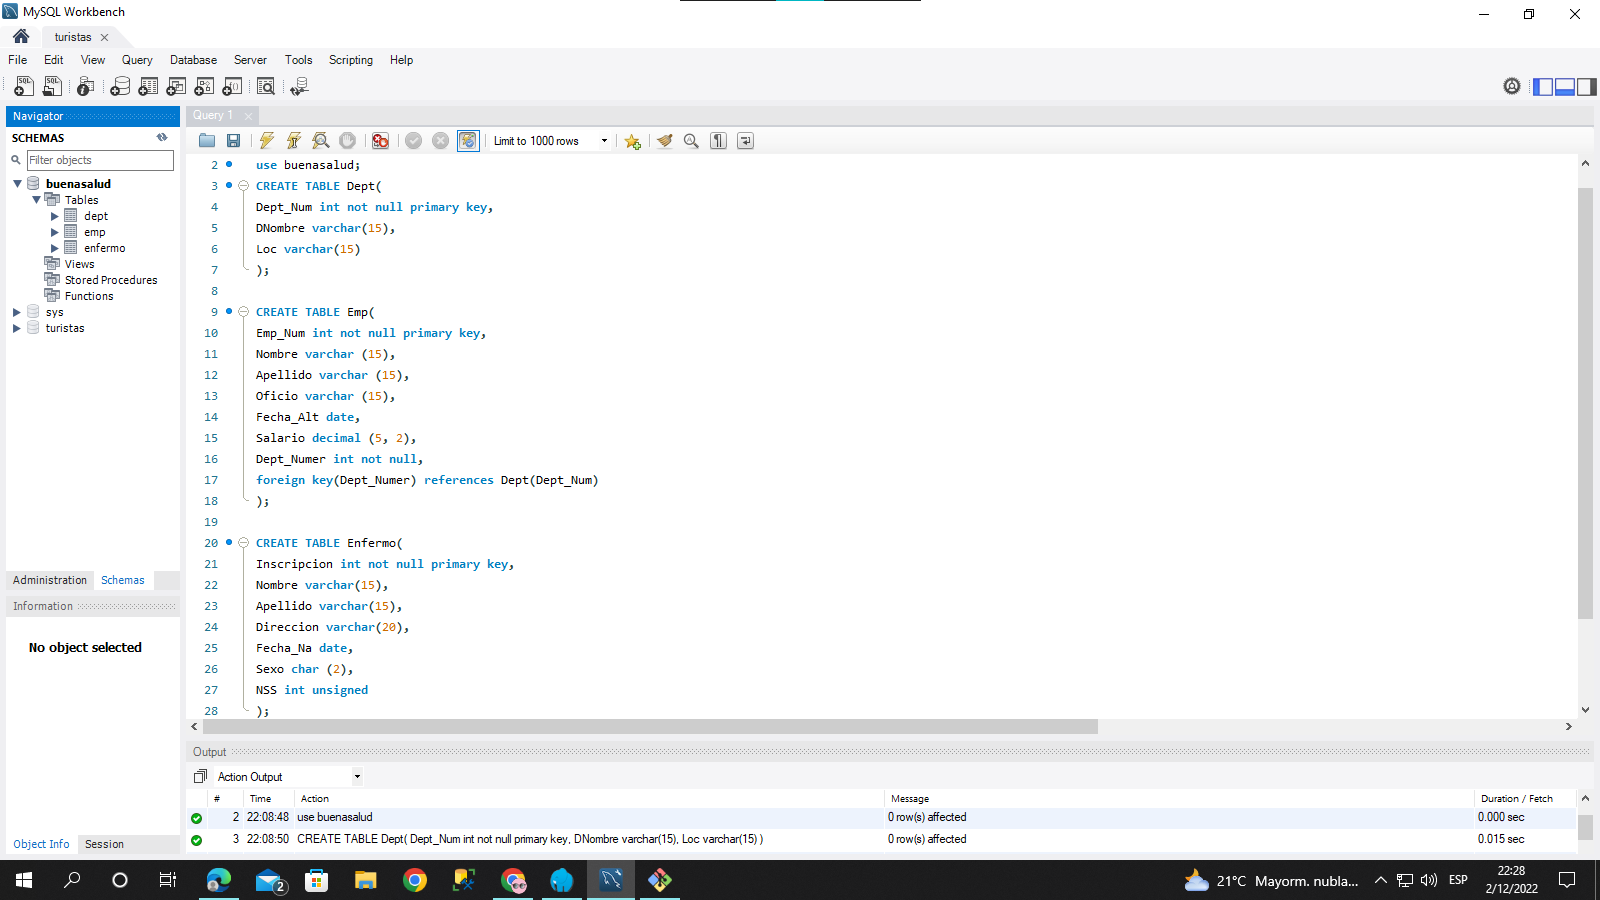 MySQL Workbench
turistas
File Edit View Query Database Server Tools Scripting Help
Navigator
SCHEMAS
Filter objects
buenasalud
Tables
dept
emp
enfermo
Views
Stored Procedures
Functions
sys
turistas
Administration Schemas
Information
No object selected
Object Info Session
Query 1
Limit to 1000 rows
2 use buenasalud;
3 CREATE TABLE Dept(
4 Dept_Num int not null primary key,
5 DNombre varchar(15),
6 Loc varchar(15)
7 );
8
9 CREATE TABLE Emp(
10 Emp_Num int not null primary key,
11 Nombre varchar (15),
12 Apellido varchar (15),
13 Oficio varchar (15),
14 Fecha_Alt date,
15 Salario decimal (5, 2),
16 Dept_Numer int not null,
17 foreign key(Dept_Numer) references Dept(Dept_Num)
18 );
19
20 CREATE TABLE Enfermo(
21 Inscripcion int not null primary key,
22 Nombre varchar(15),
23 Apellido varchar(15),
24 Direccion varchar(20),
25 Fecha_Na date,
26 Sexo char (2),
27 NSS int unsigned
28 );
Output
Action Output
# Time Action Message Duration / Fetch
2 22:08:48 use buenasalud 0 row(s) affected 0.000 sec
3 22:08:50 CREATE TABLE Dept( Dept_Num int not null primary key, DNombre varchar(15), Loc varchar(15) ) 0 row(s) affected 0.015 sec
2
21°C Mayorm. nubla...
ESP
22:28
2/12/2022